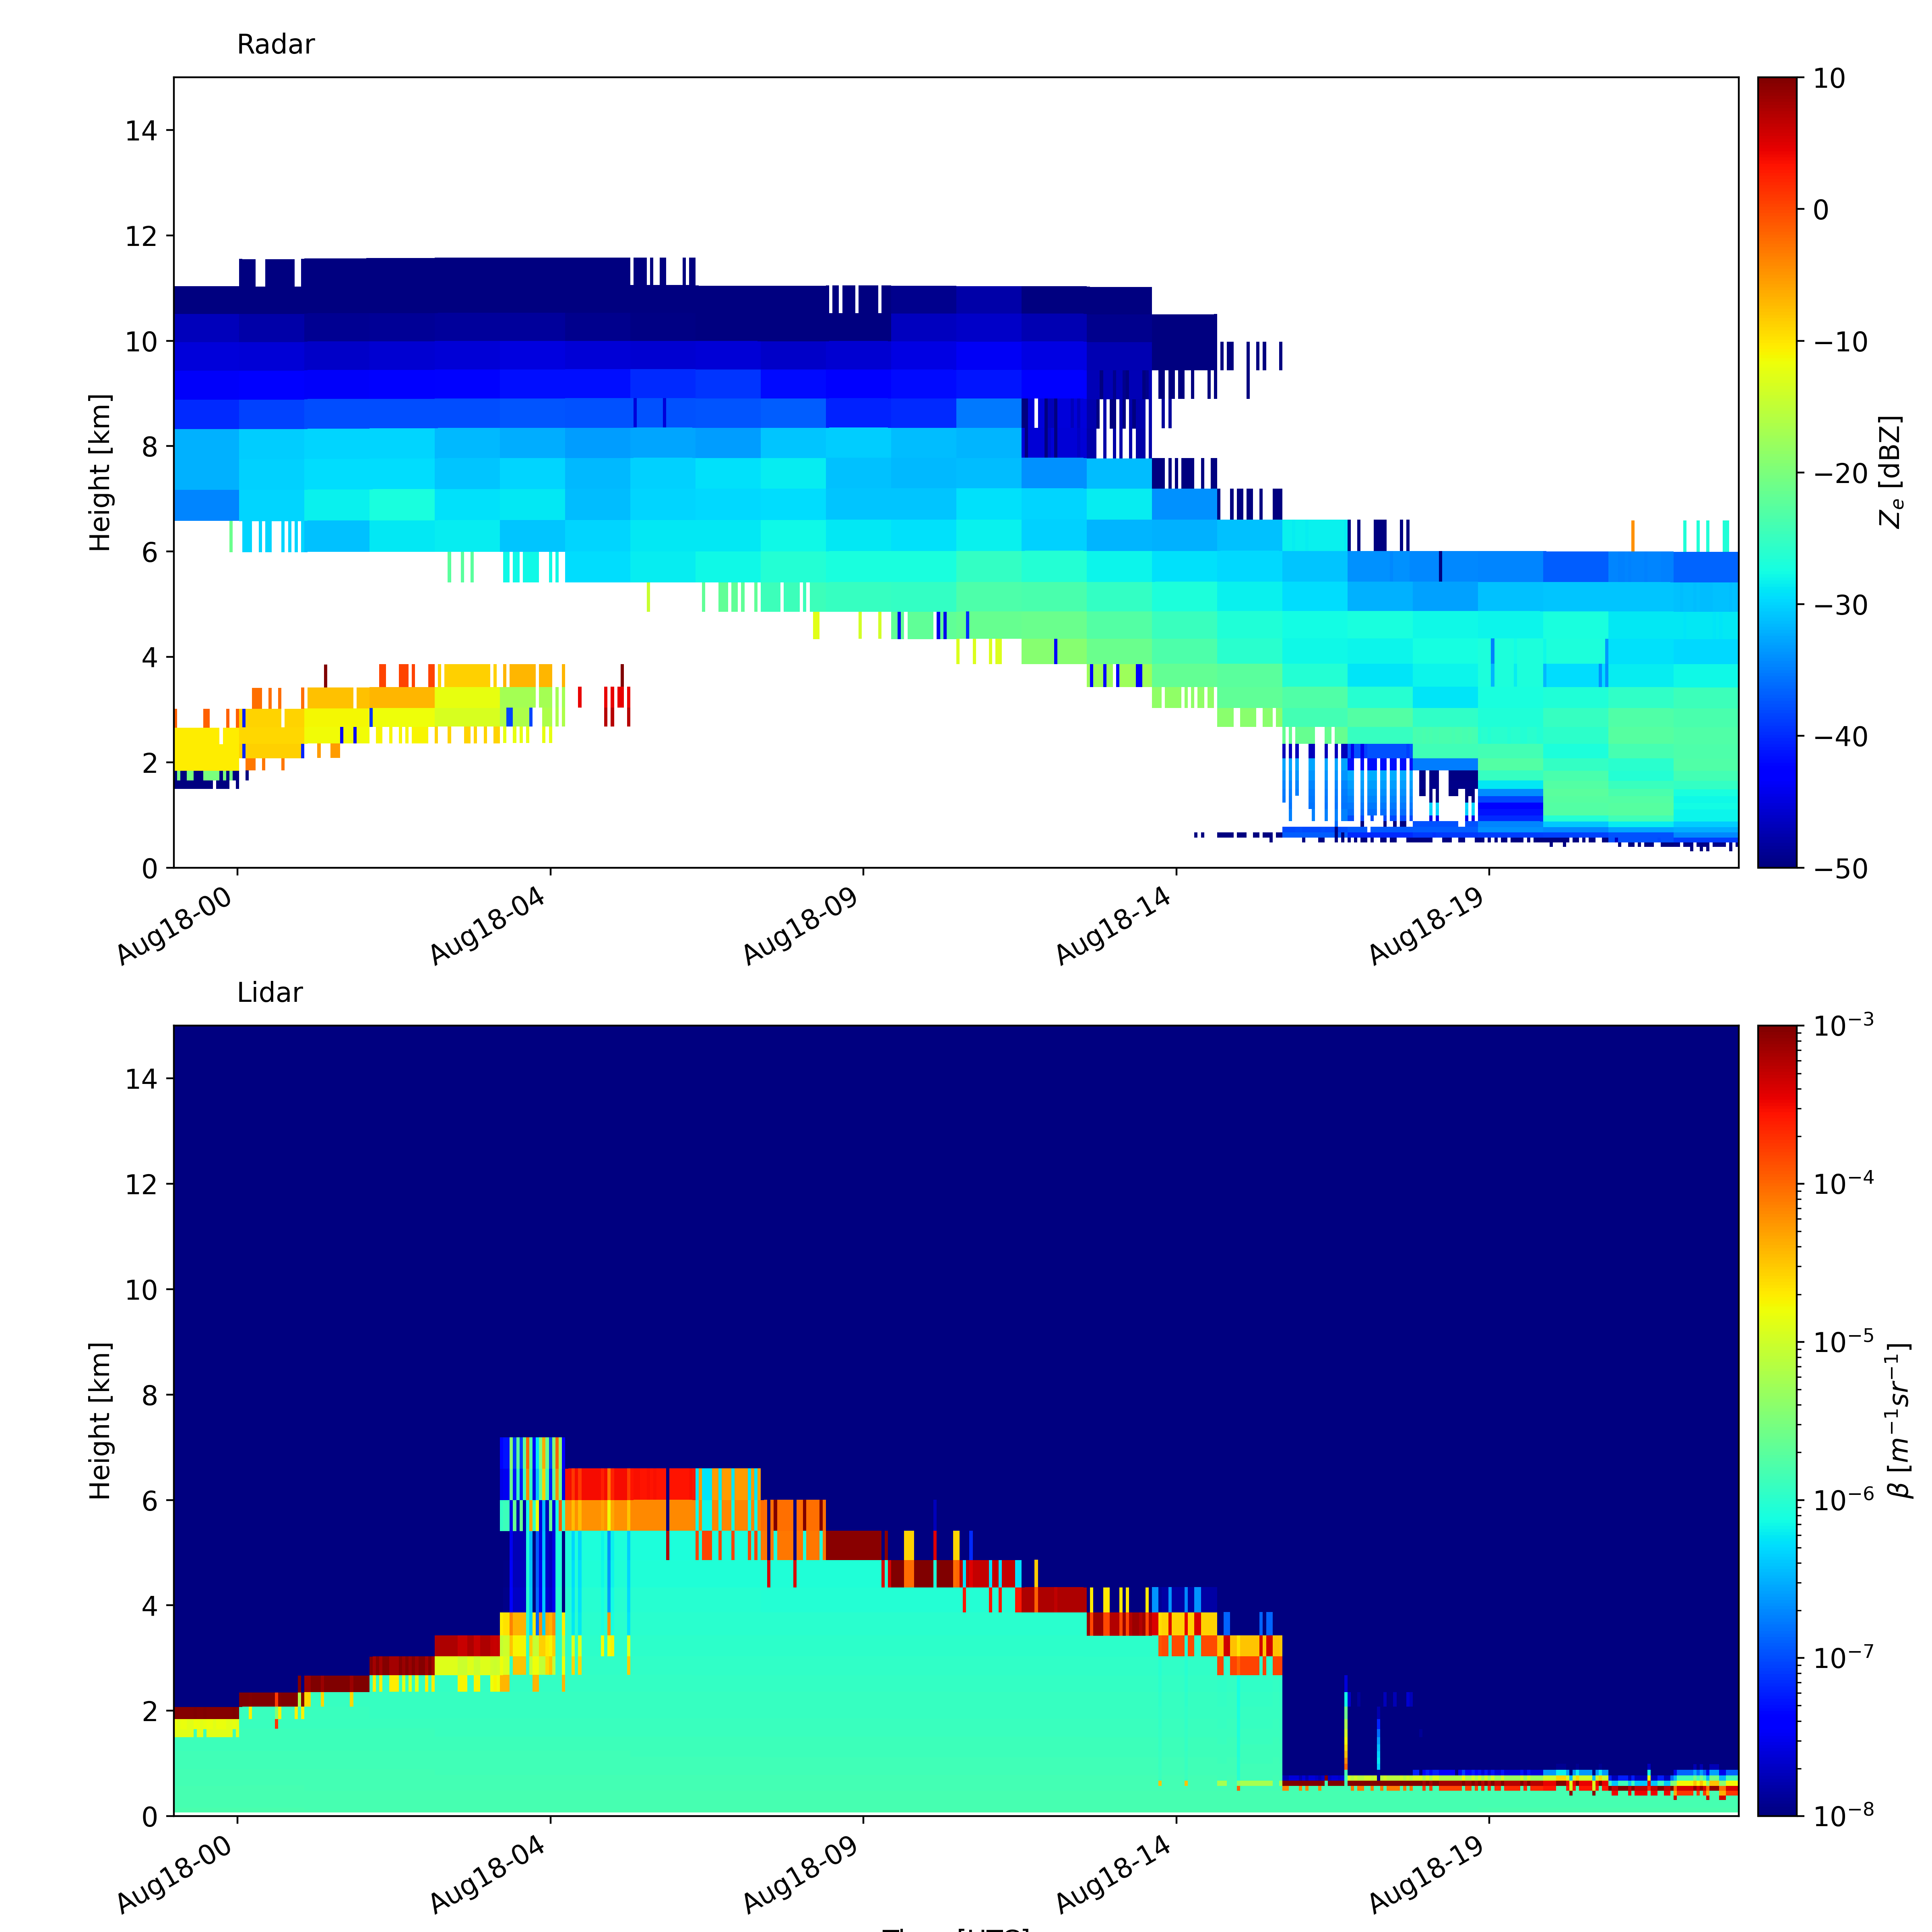 Radar
14
12
10
8
6
4
2
0
Height [km]
Aug18-00
Aug18-04
Aug18-09
Aug18-14
Aug18-19
10
0
−10
−20
−30
−40
−50
Z_e [dBZ]
Lidar
14
12
10
8
6
4
2
0
Height [km]
Aug18-00
Aug18-04
Aug18-09
Aug18-14
Aug18-19
10⁻³
10⁻⁴
10⁻⁵
10⁻⁶
10⁻⁷
10⁻⁸
β [m⁻¹sr⁻¹]